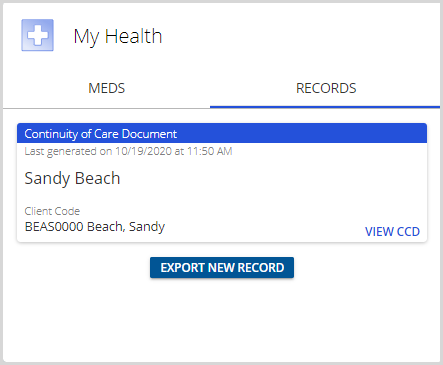 My Health
MEDS
RECORDS
Continuity of Care Document
Last generated on 10/19/2020 at 11:50 AM
Sandy Beach
Client Code
BEAS0000 Beach, Sandy
VIEW CCD
EXPORT NEW RECORD